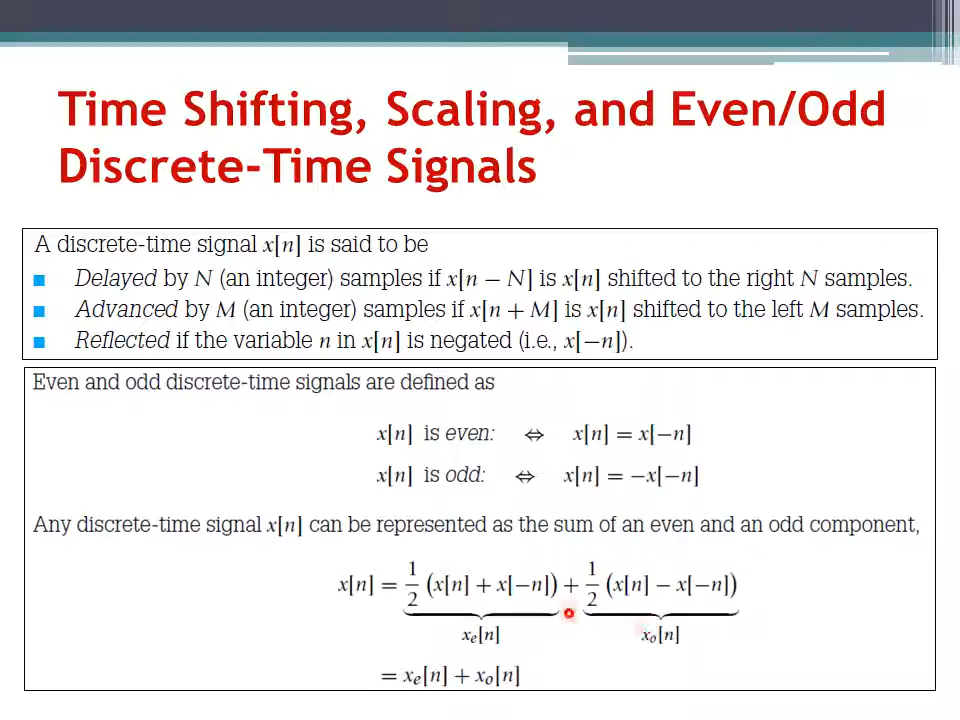 Time Shifting, Scaling, and Even/Odd
Discrete-Time Signals
A discrete-time signal x[n] is said to be
■ Delayed by N (an integer) samples if x[n − N] is x[n] shifted to the right N samples.
■ Advanced by M (an integer) samples if x[n + M] is x[n] shifted to the left M samples.
■ Reflected if the variable n in x[n] is negated (i.e., x[−n]).
Even and odd discrete-time signals are defined as
x[n] is even: ⇔ x[n] = x[−n]
x[n] is odd: ⇔ x[n] = −x[−n]
Any discrete-time signal x[n] can be represented as the sum of an even and an odd component,
x[n] = 1/2 (x[n] + x[−n]) + 1/2 (x[n] − x[−n])
xₑ[n] xₒ[n]
= xₑ[n] + xₒ[n]